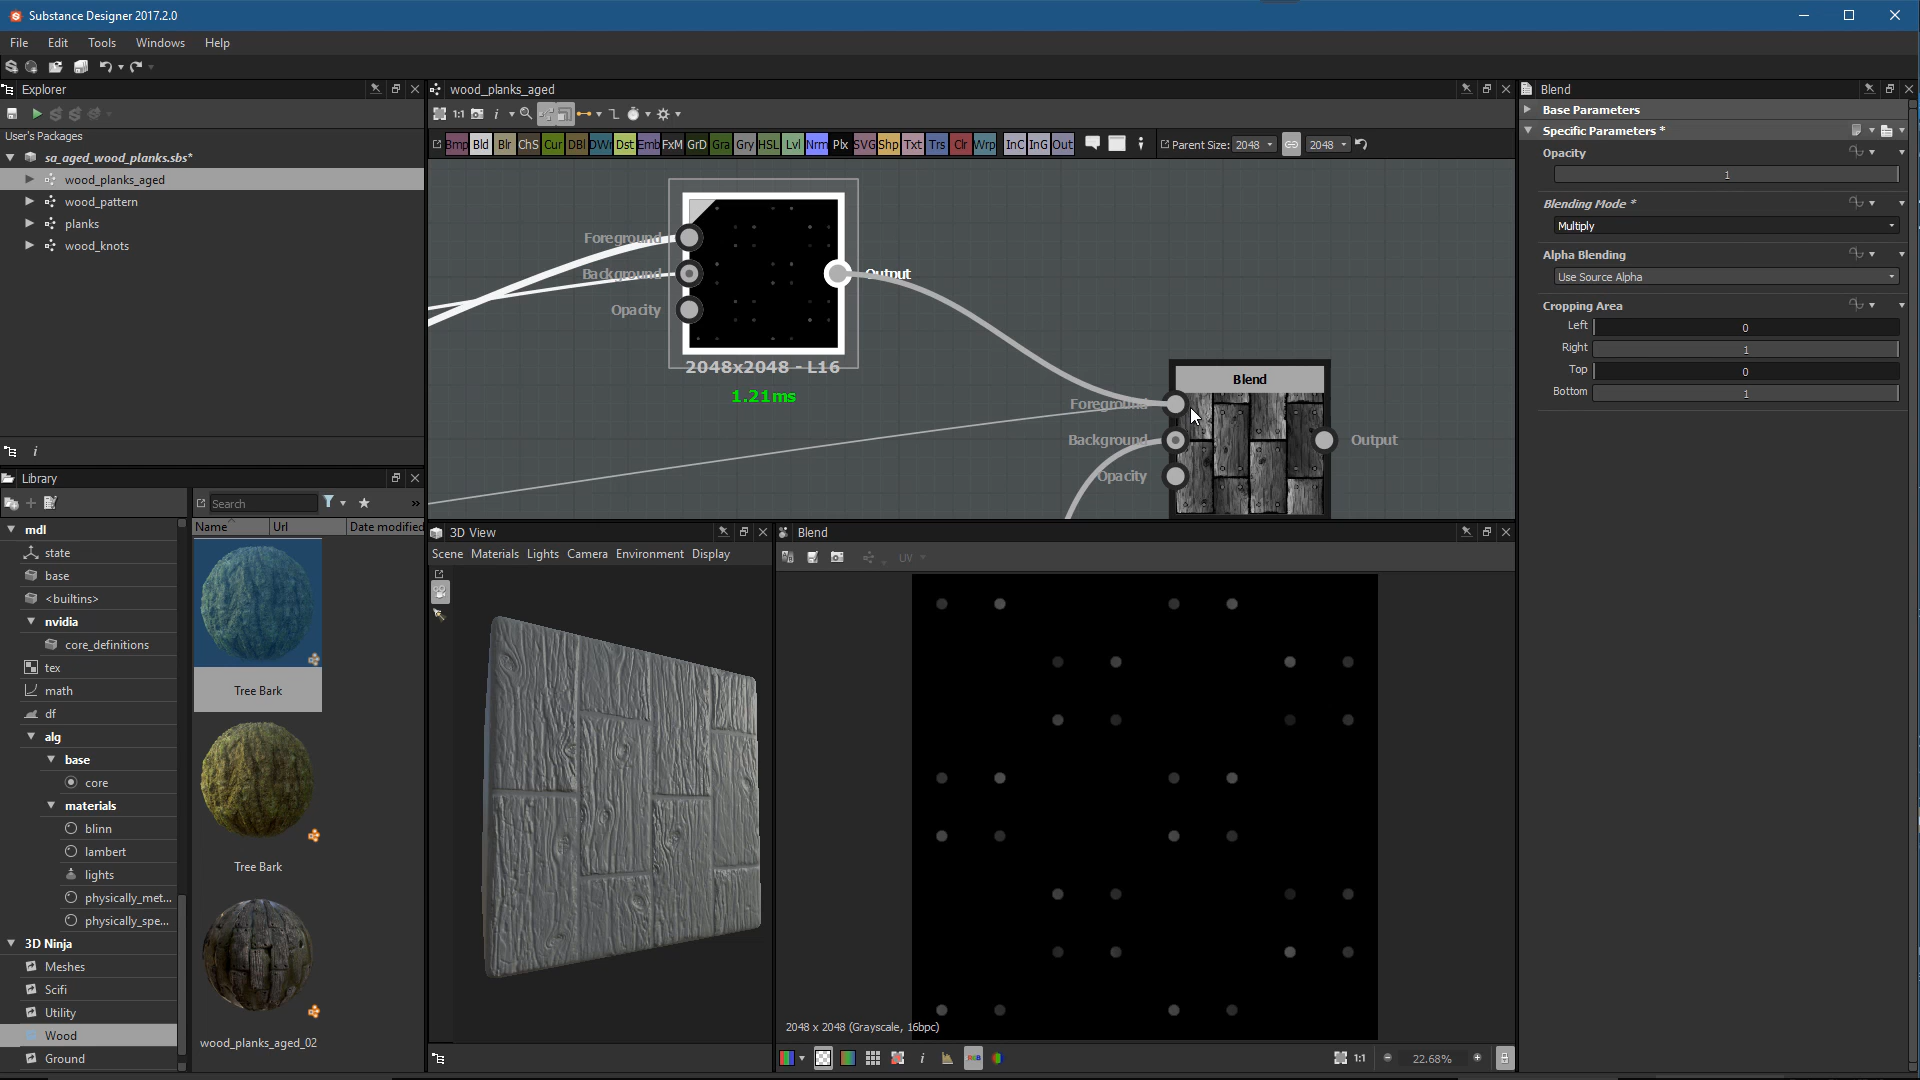 Substance Designer 2017.2.0
File Edit Tools Windows Help
Explorer
User's Packages
sa_aged_wood_planks.sbs*
wood_planks_aged
wood_pattern
planks
wood_knots
Library
Search
Name Url Date modified
mdl
state
base
<builtins>
nvidia
core_definitions
tex
math
df
alg
base
core
materials
blinn
lambert
lights
physically_met...
physically_spe...
3D Ninja
Meshes
Scifi
Utility
Wood
Ground
Tree Bark
Tree Bark
wood_planks_aged_02
wood_planks_aged
1:1
Bmp Bld Blr ChS Cur DBl DWr Dst Emb FxM GrD Gra Gry HSL Lvl Nrm Plx SVG Shp Txt Trs Clr Wrp InC InG Out Parent Size: 2048 2048
Foreground
Background
Opacity
Output
2048x2048 - L16
1.21ms
Blend
Foreground
Background
Opacity
Output
3D View
Scene Materials Lights Camera Environment Display
Blend
UV
2048 x 2048 (Grayscale, 16bpc)
1:1 22.68%
Blend
Base Parameters
Specific Parameters *
Opacity
1
Blending Mode *
Multiply
Alpha Blending
Use Source Alpha
Cropping Area
Left 0
Right 1
Top 0
Bottom 1